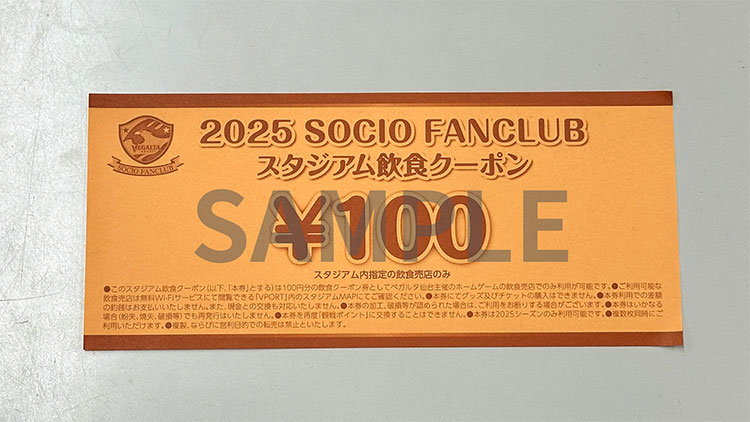 VEGALTA
SOCIO FANCLUB
2025 SOCIO FANCLUB
スタジアム飲食クーポン
¥100
SAMPLE
スタジアム内指定の飲食売店のみ
●このスタジアム飲食クーポン(以下、「本券」とする)は100円分の飲食クーポン券としてベガルタ仙台主催のホームゲームの飲食売店でのみ利用が可能です。●ご利用可能な
飲食売店は無料Wi-Fiサービスにて閲覧できる「VPORT」内のスタジアムMAPにてご確認ください。●本券にてグッズ及びチケットの購入はできません。●本券利用での差額
の釣銭はお支払いいたしません。また、現金との交換も対応いたしません。●本券の加工、破損等が認められた場合は、ご利用をお断りする場合がございます。●本券はいかなる
場合(紛失、焼失、破損等)でも再発行はいたしません。●本券を再度「観戦ポイント」に交換することはできません。●本券は2025シーズンのみ利用可能です。●複数枚同時にご
利用いただけます。●複製、ならびに営利目的での転売は禁止といたします。